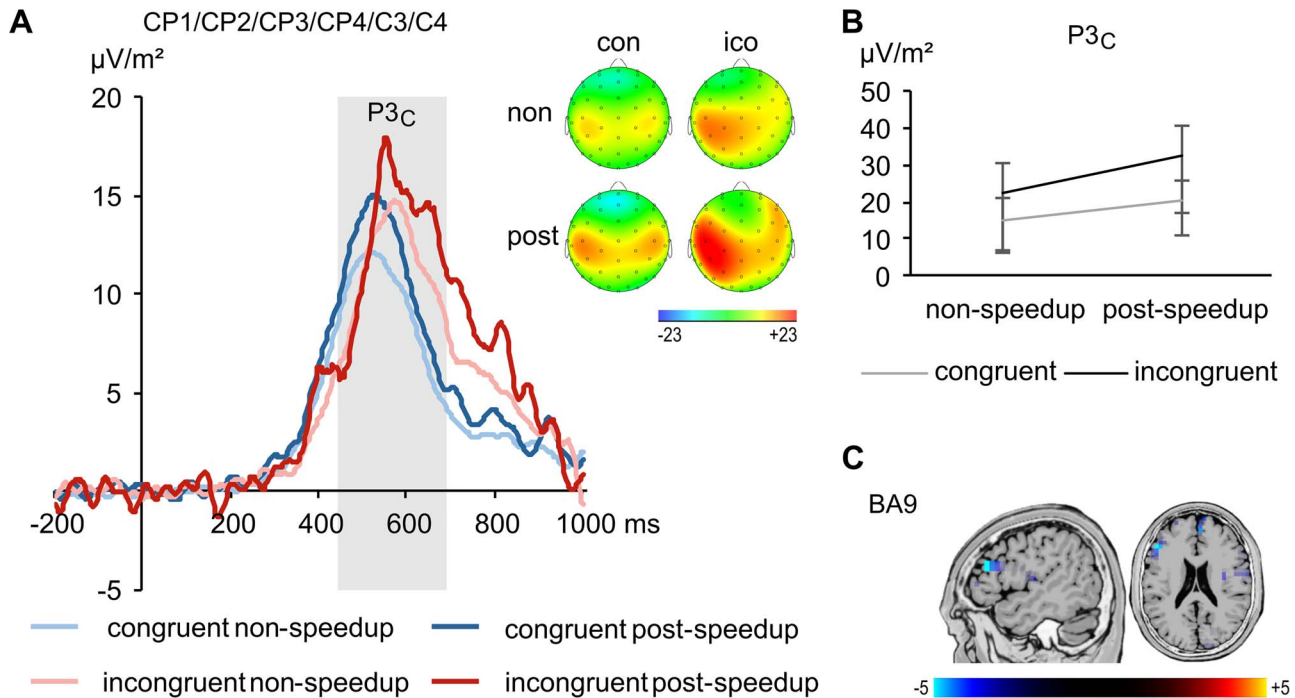 A
CP1/CP2/CP3/CP4/C3/C4
µV/m²
20
15
10
5
-5
-200
200
400
600
800
1000 ms
P3C
con
ico
non
post
-23
+23
congruent non-speedup
congruent post-speedup
incongruent non-speedup
incongruent post-speedup
B
P3C
µV/m²
50
40
30
20
10
0
non-speedup
post-speedup
congruent
incongruent
C
BA9
-5
+5